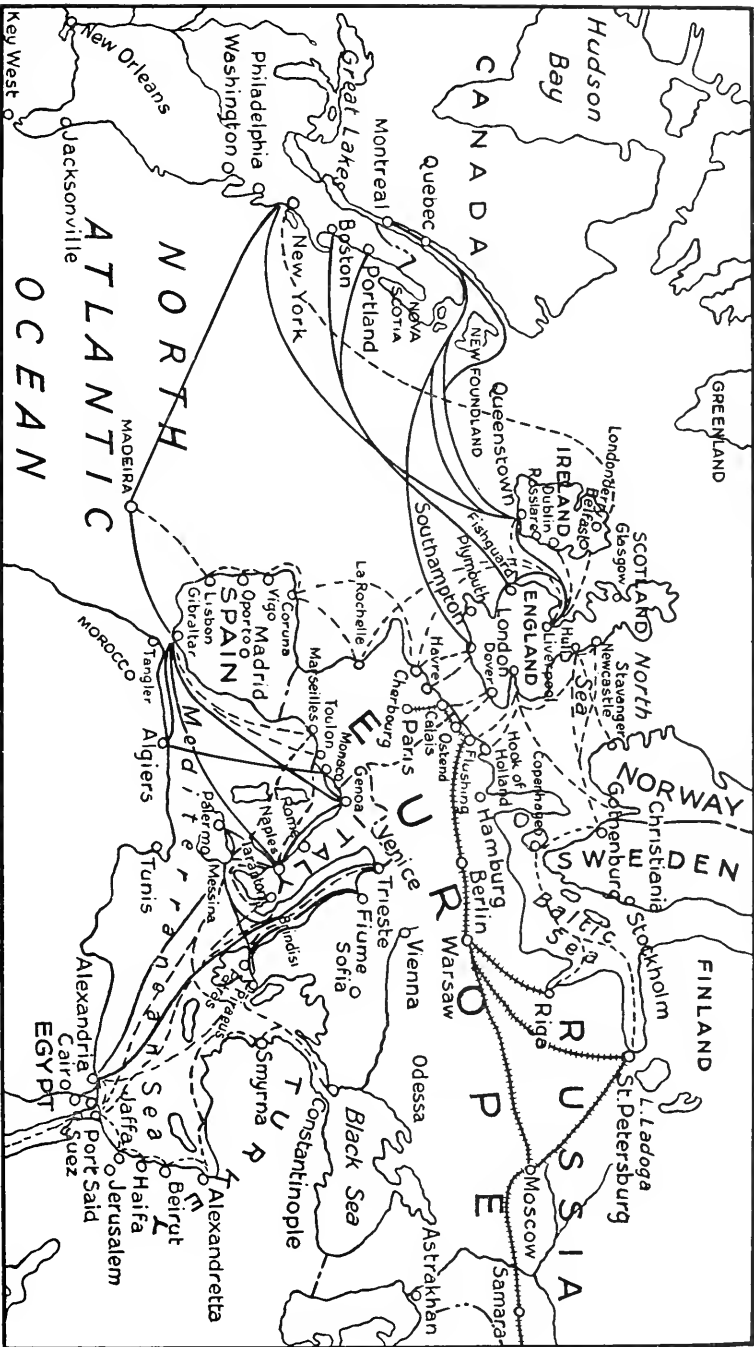 Hudson
Bay
CANADA
GREENLAND
Great Lake
Montreal
Quebec
NOVA
SCOTIA
NEW FOUNDLAND
Boston
Portland
New York
Philadelphia
Washington
New Orleans
Jacksonville
Key West
NORTH
ATLANTIC
OCEAN
MADEIRA
IRELAND
Belfast
Dublin
Rosslare
Queenstown
SCOTLAND
Glasgow
ENGLAND
Liverpool
Hull
Newcastle
London
Dover
Fishguard
Plymouth
Southampton
North
Sea
Stavanger
NORWAY
Christiania
SWEDEN
Gothenburg
Stockholm
Copenhagen
Baltic
Sea
FINLAND
L. Ladoga
St. Petersburg
RUSSIA
Riga
Moscow
Samara
Astrakhan
EUROPE
Hook of
Holland
Hamburg
Berlin
Warsaw
Flushing
Ostend
Calais
Paris
Cherbourg
Havre
La Rochelle
Coruna
Vigo
Oporto
Lisbon
Madrid
SPAIN
Gibraltar
Marseilles
Toulon
Monaco
Genoa
ITALY
Venice
Rome
Naples
Brindisi
Palermo
Messina
Trieste
Fiume
Sofia
Vienna
Odessa
Black Sea
Constantinople
Smyrna
TUR
Piraeus
Mediterranean Sea
MOROCCO
Tangier
Algiers
Tunis
Alexandria
Cairo
EGYPT
Port Said
Suez
Jaffa
Jerusalem
Haifa
Beirut
Alexandretta